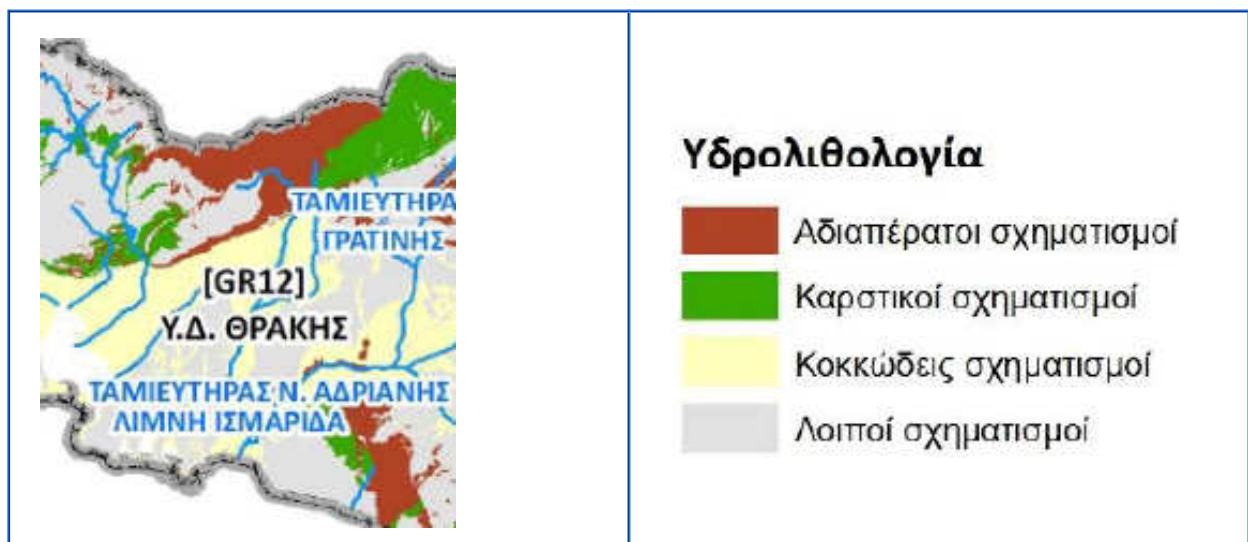 ΤΑΜΙΕΥΤΗΡΑ
ΓΡΑΤΙΝΗΣ
[GR12]
Υ.Δ. ΘΡΑΚΗΣ
ΤΑΜΙΕΥΤΗΡΑΣ Ν. ΑΔΡΙΑΝΗΣ
ΛΙΜΝΗ ΙΣΜΑΡΙΔΑ
Υδρολιθολογία
Αδιαπέρατοι σχηματισμοί
Καρστικοί σχηματισμοί
Κοκκώδεις σχηματισμοί
Λοιποί σχηματισμοί